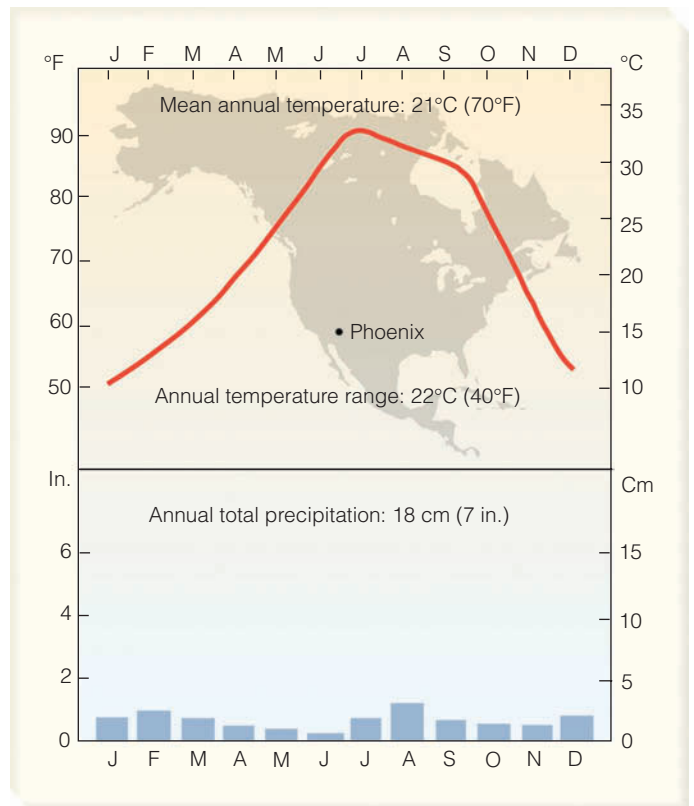 J F M A M J J A S O N D
°F
°C
Mean annual temperature: 21°C (70°F)
35
90
30
80
25
70
20
60
Phoenix
15
50
10
Annual temperature range: 22°C (40°F)
In.
Cm
Annual total precipitation: 18 cm (7 in.)
6
15
4
10
2
5
0
0
J F M A M J J A S O N D